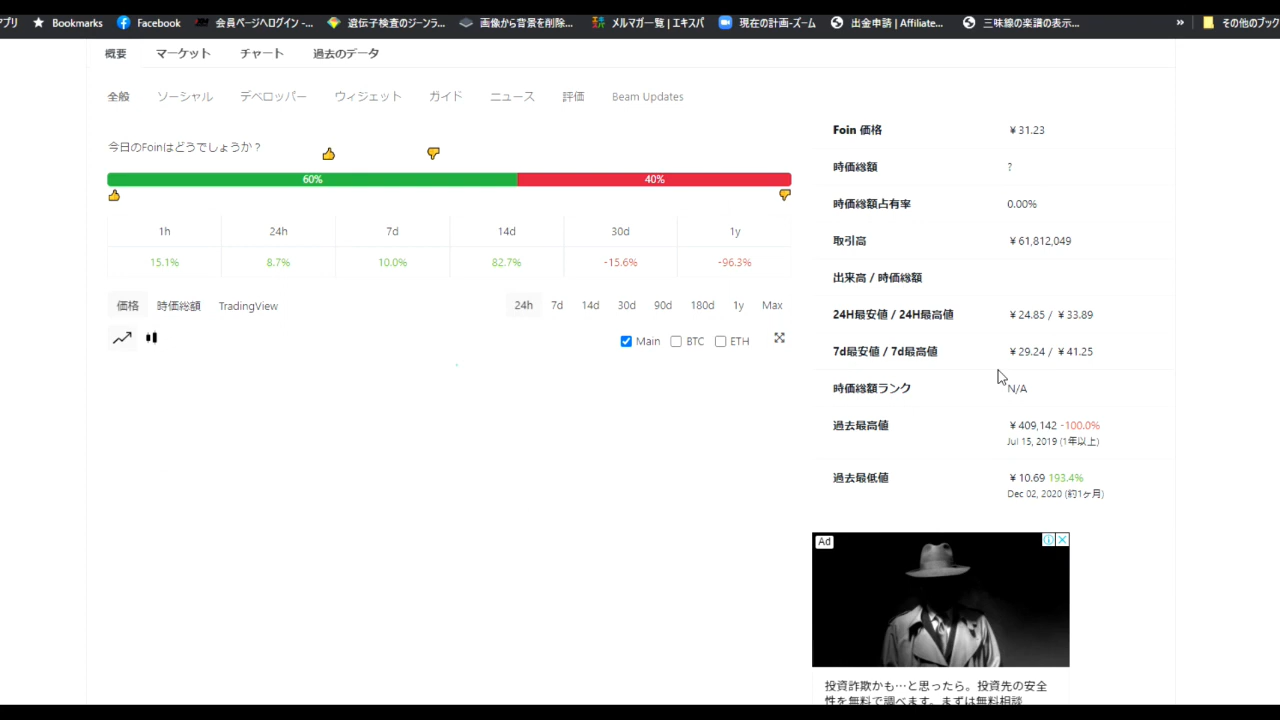 アプリ Bookmarks Facebook 会員ページへログイン -... 遺伝子検査のジーンラ... 画像から背景を削除... メルマガ一覧 | エキスパ 現在の計画-ズーム 出金申請 | Affiliate... 三味線の楽譜の表示... » その他のブック
概要 マーケット チャート 過去のデータ
全般 ソーシャル デベロッパー ウィジェット ガイド ニュース 評価 Beam Updates
今日のFoinはどうでしょうか？
60% 40%
1h 24h 7d 14d 30d 1y
15.1% 8.7% 10.0% 82.7% -15.6% -96.3%
価格 時価総額 TradingView 24h 7d 14d 30d 90d 180d 1y Max
Main BTC ETH
Foin 価格 ￥31.23
時価総額 ?
時価総額占有率 0.00%
取引高 ￥61,812,049
出来高 / 時価総額
24H最安値 / 24H最高値 ￥24.85 / ￥33.89
7d最安値 / 7d最高値 ￥29.24 / ￥41.25
時価総額ランク N/A
過去最高値 ￥409,142 -100.0%
Jul 15, 2019 (1年以上)
過去最低値 ￥10.69 193.4%
Dec 02, 2020 (約1ヶ月)
Ad
投資詐欺かも…と思ったら。投資先の安全
性を無料で調べます。まずは無料相談